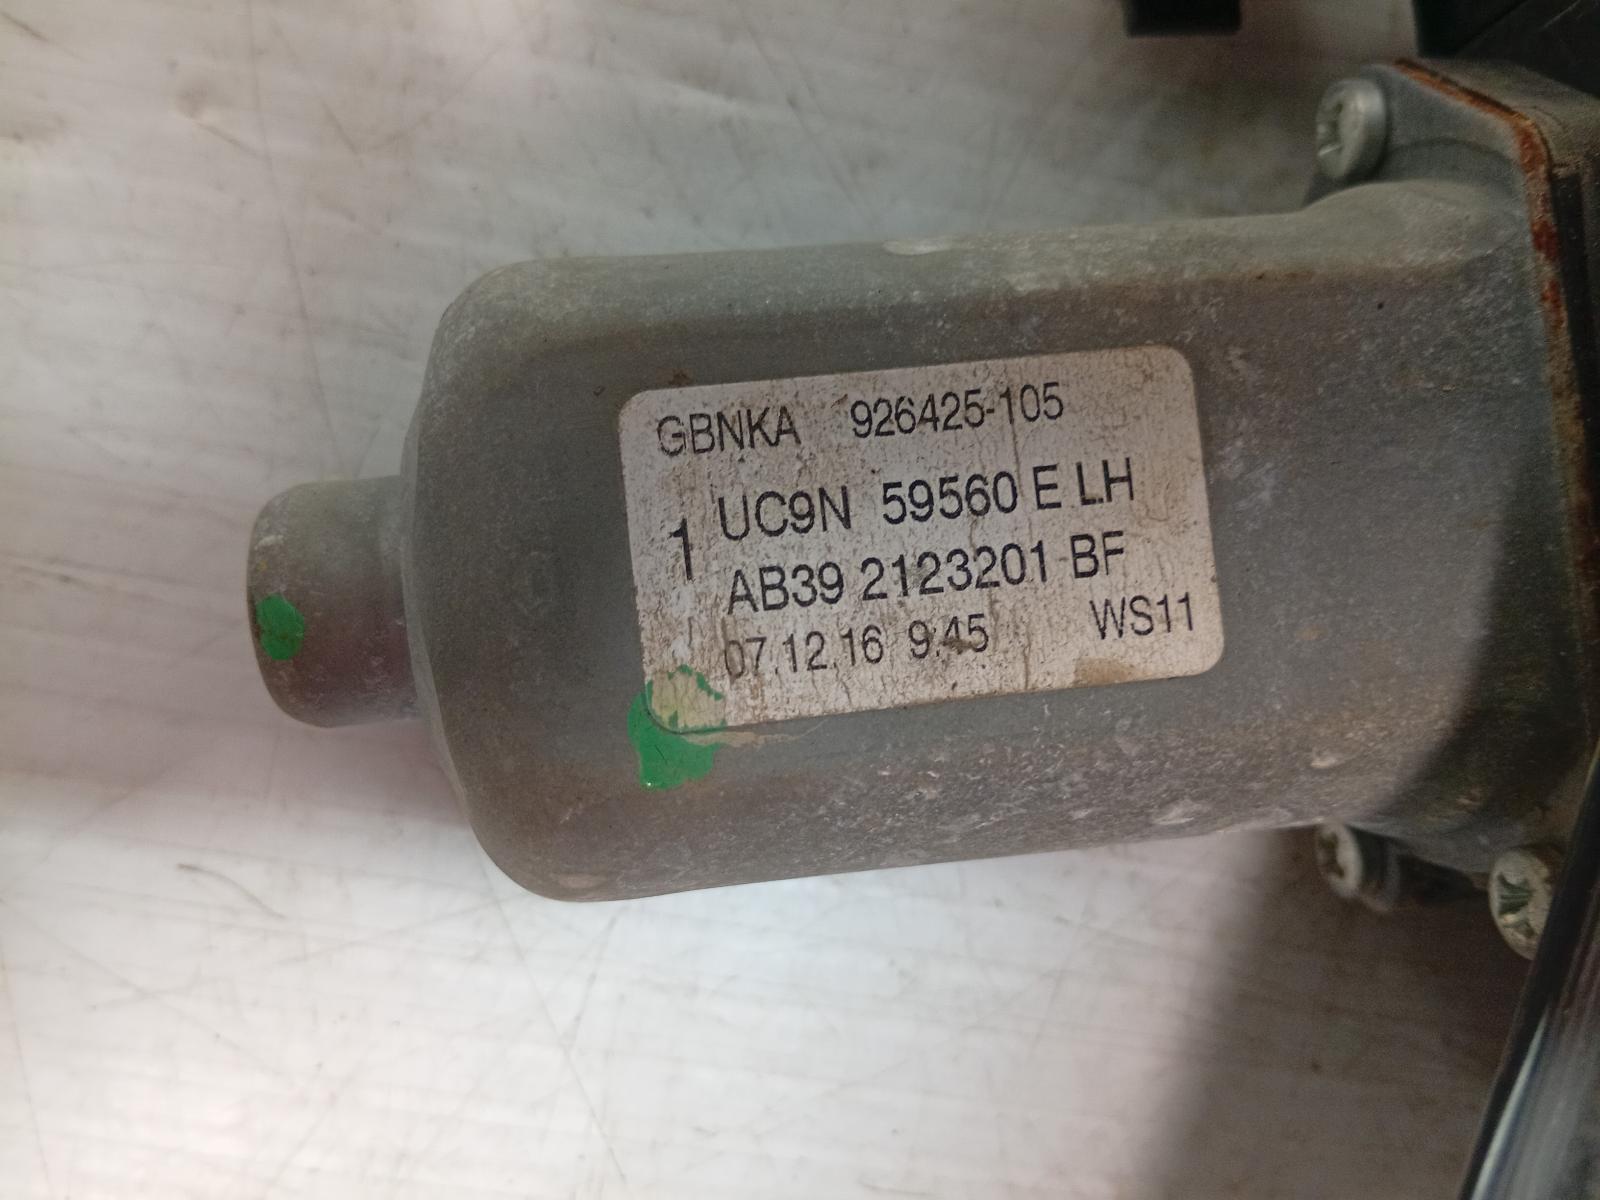 GBNKA 926425-105
1 UC9N 59560 E LH
AB39 2123201 BF
07.12.16 9:45 WS11